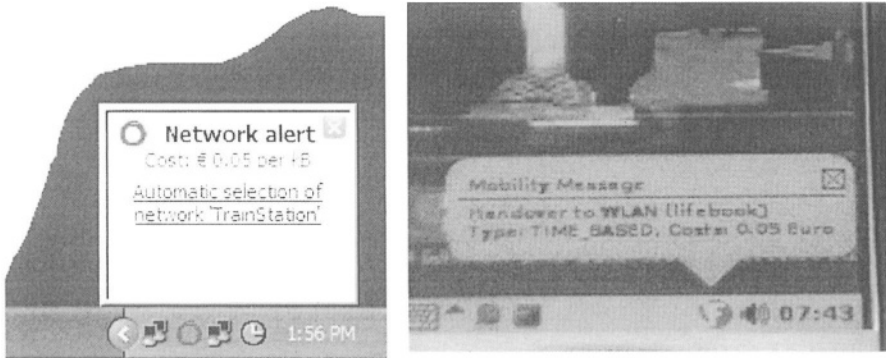 Network alert
Cost: € 0.05 per kB
Automatic selection of
network 'TrainStation'
1:56 PM
Mobility Message
Handover to WLAN [lifebook]
Type: TIME_BASED, Costs: 0.05 Euro
07:43